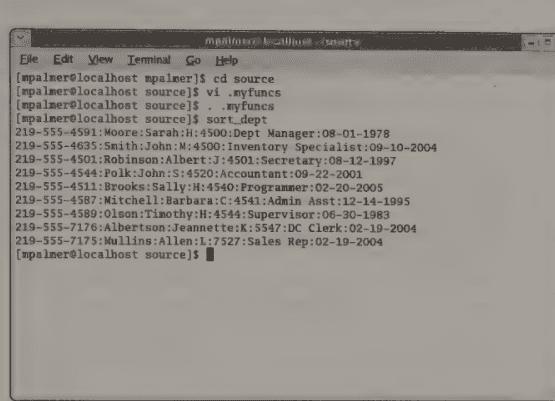 File Edit View Terminal Go Help
[mpalmer@localhost mpalmer]$ cd source
[mpalmer@localhost source]$ vi .myfuncs
[mpalmer@localhost source]$ . .myfuncs
[mpalmer@localhost source]$ sort_dept
219-555-4591:Moore:Sarah:H:4500:Dept Manager:08-01-1978
219-555-4635:Smith:John:M:4500:Inventory Specialist:09-10-2004
219-555-4501:Robinson:Albert:J:4501:Secretary:08-12-1997
219-555-4544:Polk:John:S:4520:Accountant:09-22-2001
219-555-4511:Brooks:Sally:H:4540:Programmer:02-20-2005
219-555-4587:Mitchell:Barbara:C:4541:Admin Asst:12-14-1995
219-555-4589:Olson:Timothy:H:4544:Supervisor:06-30-1983
219-555-7176:Albertson:Jeannette:K:5547:DC Clerk:02-19-2004
219-555-7175:Mullins:Allen:L:7527:Sales Rep:02-19-2004
[mpalmer@localhost source]$